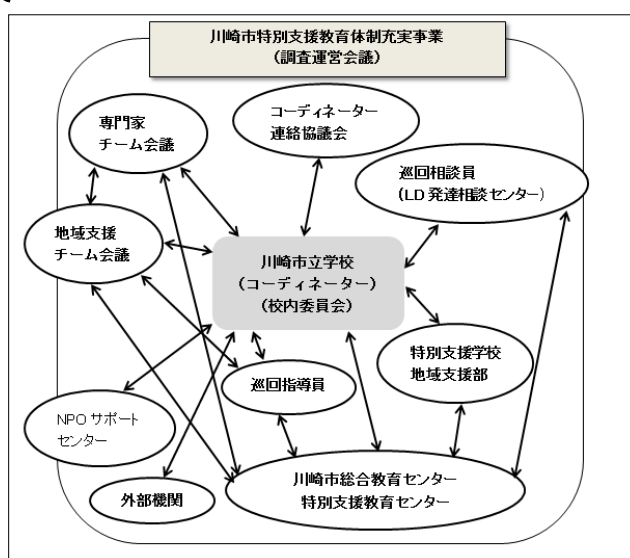 川崎市特別支援教育体制充実事業
(調査運営会議)
専門家
チーム会議
コーディネーター
連絡協議会
巡回相談員
(LD発達相談センター)
地域支援
チーム会議
川崎市立学校
(コーディネーター)
(校内委員会)
特別支援学校
地域支援部
巡回指導員
NPOサポート
センター
川崎市総合教育センター
特別支援教育センター
外部機関